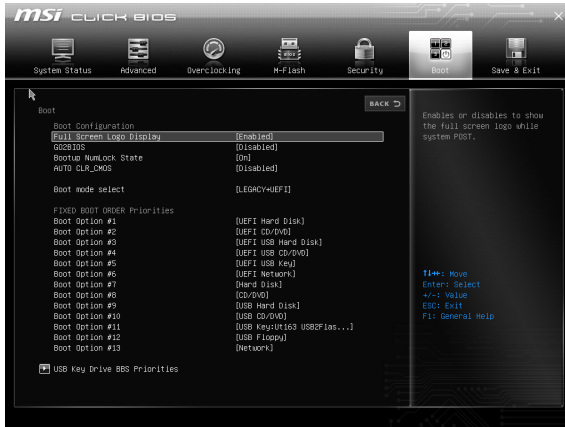 msi CLICK BIOS
System Status Advanced Overclocking M-Flash Security Boot Save & Exit
BACK
Boot
Boot Configuration
Full Screen Logo Display [Enabled]
GO2BIOS [Disabled]
Bootup NumLock State [On]
AUTO CLR_CMOS [Disabled]
Boot mode select [LEGACY+UEFI]
FIXED BOOT ORDER Priorities
Boot Option #1 [UEFI Hard Disk]
Boot Option #2 [UEFI CD/DVD]
Boot Option #3 [UEFI USB Hard Disk]
Boot Option #4 [UEFI USB CD/DVD]
Boot Option #5 [UEFI USB Key]
Boot Option #6 [UEFI Network]
Boot Option #7 [Hard Disk]
Boot Option #8 [CD/DVD]
Boot Option #9 [USB Hard Disk]
Boot Option #10 [USB CD/DVD]
Boot Option #11 [USB Key:Ut163 USB2Flas...]
Boot Option #12 [USB Floppy]
Boot Option #13 [Network]
USB Key Drive BBS Priorities
Enables or disables to show
the full screen logo while
system POST.
↑↓←→: Move
Enter: Select
+/-: Value
ESC: Exit
F1: General Help